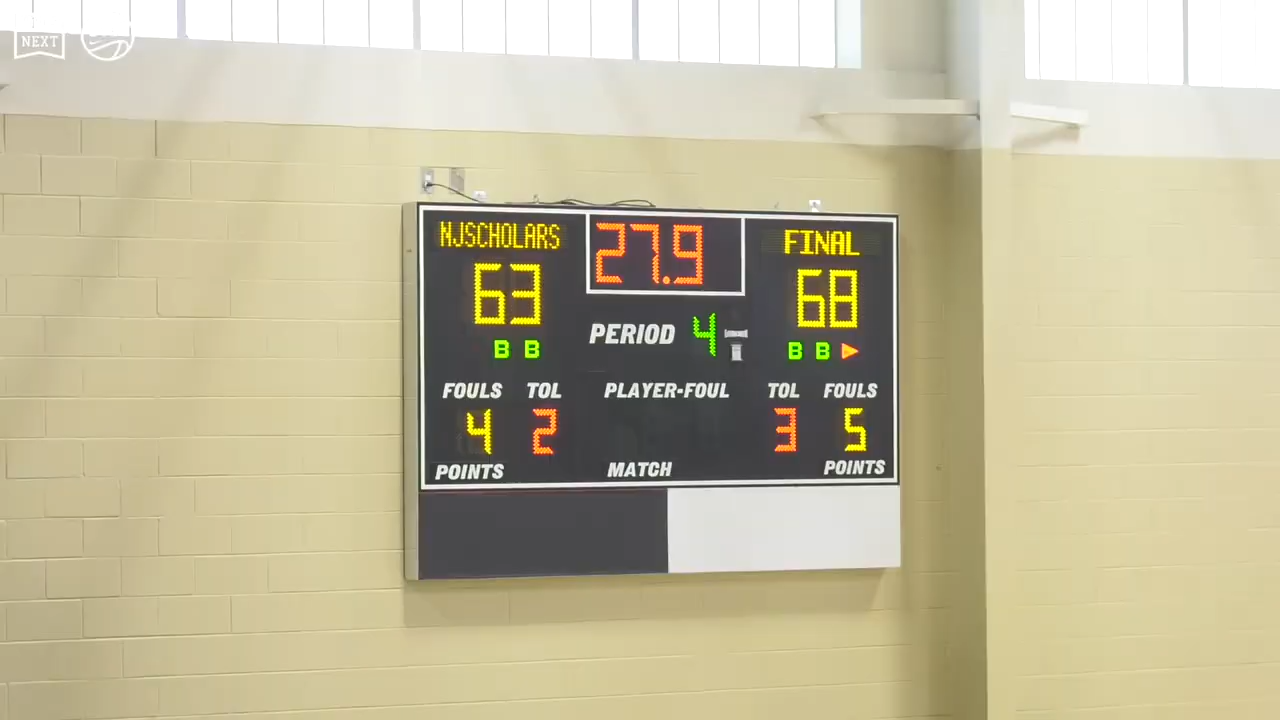 NEXT
NJSCHOLARS 27.9 FINAL
63 68
PERIOD 4
B B B B
FOULS TOL PLAYER-FOUL TOL FOULS
4 2 3 5
POINTS MATCH POINTS